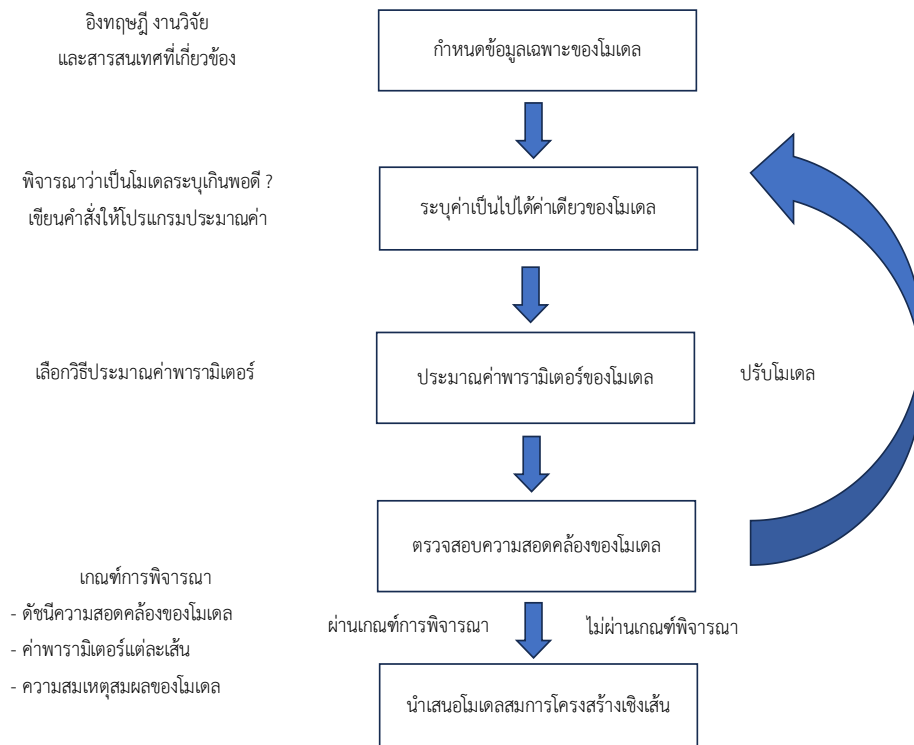 อิงทฤษฎี งานวิจัย
และสารสนเทศที่เกี่ยวข้อง
กำหนดข้อมูลเฉพาะของโมเดล
พิจารณาว่าเป็นโมเดลระบุเกินพอดี ?
เขียนคำสั่งให้โปรแกรมประมาณค่า
ระบุค่าเป็นไปได้ค่าเดียวของโมเดล
เลือกวิธีประมาณค่าพารามิเตอร์
ประมาณค่าพารามิเตอร์ของโมเดล
ปรับโมเดล
ตรวจสอบความสอดคล้องของโมเดล
เกณฑ์การพิจารณา
- ดัชนีความสอดคล้องของโมเดล
- ค่าพารามิเตอร์แต่ละเส้น
- ความสมเหตุสมผลของโมเดล
ผ่านเกณฑ์การพิจารณา
ไม่ผ่านเกณฑ์พิจารณา
นำเสนอโมเดลสมการโครงสร้างเชิงเส้น